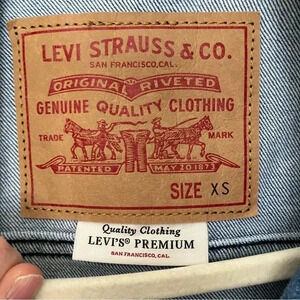 LEVI STRAUSS & CO.
SAN FRANCISCO, CAL.
ORIGINAL RIVETED
GENUINE QUALITY CLOTHING
TRADE MARK
PATENTED MAY 20 1873
SIZE XS
Quality Clothing
LEVI'S® PREMIUM
SAN FRANCISCO, CAL.